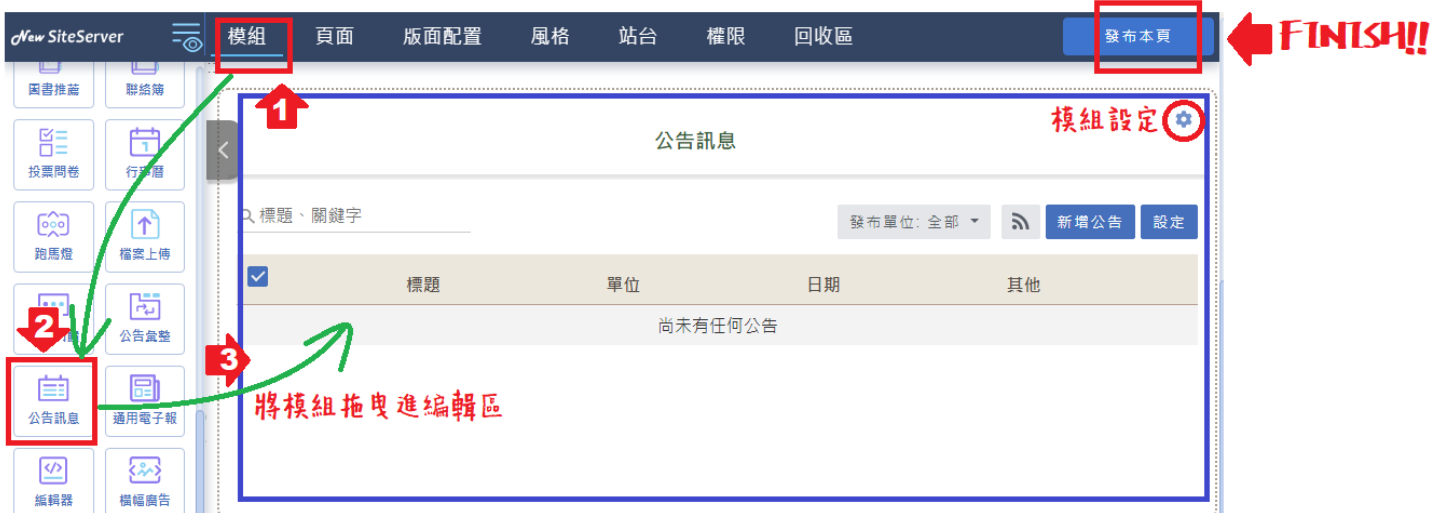 New SiteServer 模組 頁面 版面配置 風格 站台 權限 回收區 發布本頁 FINISH!!
圖書推薦 聯絡簿
1
模組設定
公告訊息
投票問卷 行事曆
標題、關鍵字 發布單位: 全部 新增公告 設定
跑馬燈 檔案上傳
標題 單位 日期 其他
2
公告彙整
尚未有任何公告
3
公告訊息 通用電子報
將模組拖曳進編輯區
編輯器 橫幅廣告